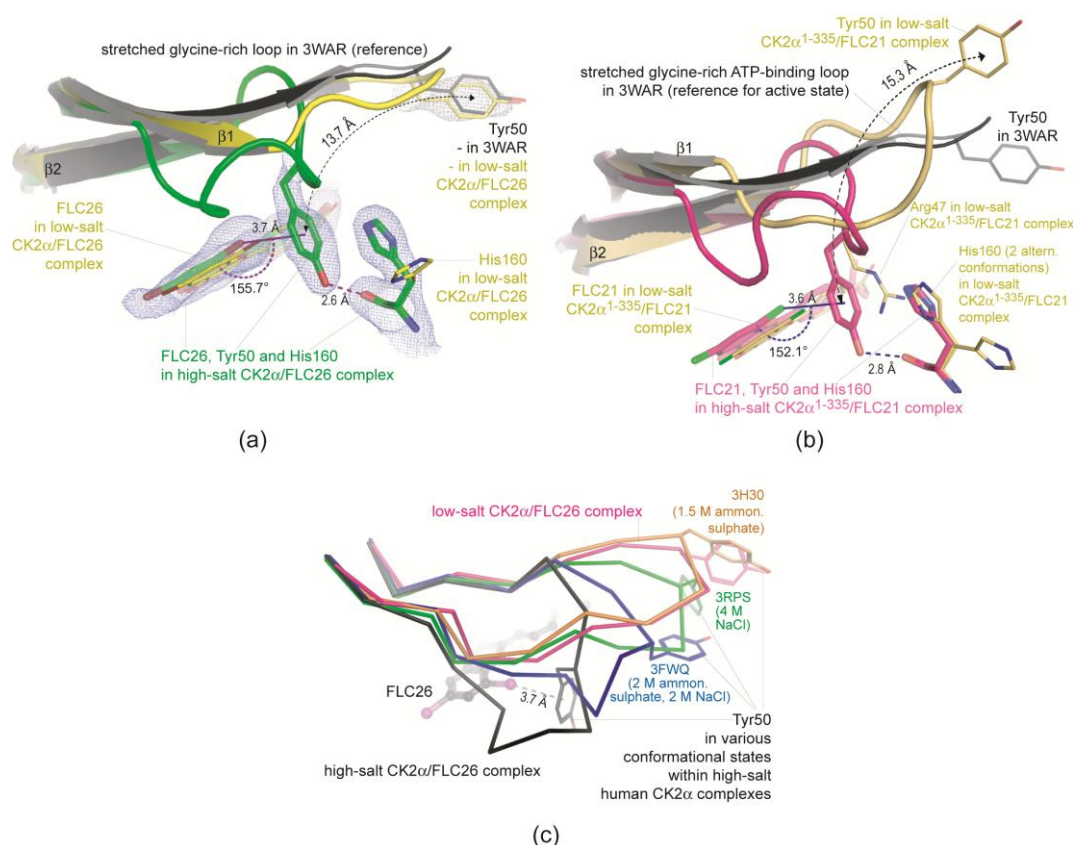 stretched glycine-rich loop in 3WAR (reference)
β1
β2
13.7 Å
Tyr50
- in 3WAR
- in low-salt
CK2α/FLC26
complex
FLC26
in low-salt
CK2α/FLC26
complex
3.7 Å
155.7°
2.6 Å
His160
in low-salt
CK2α/FLC26
complex
FLC26, Tyr50 and His160
in high-salt CK2α/FLC26 complex
(a)
Tyr50 in low-salt
CK2α1-335/FLC21
complex
15.3 Å
stretched glycine-rich ATP-binding loop
in 3WAR (reference for active state)
Tyr50
in 3WAR
β1
β2
Arg47 in low-salt
CK2α1-335/FLC21 complex
His160 (2 altern.
conformations)
in low-salt
CK2α1-335/FLC21
complex
FLC21 in low-salt
CK2α1-335/FLC21
complex
3.6 Å
152.1°
2.8 Å
FLC21, Tyr50 and His160
in high-salt CK2α1-335/FLC21 complex
(b)
low-salt CK2α/FLC26 complex
3H30
(1.5 M ammon.
sulphate)
3RPS
(4 M
NaCl)
3FWQ
(2 M ammon.
sulphate, 2 M NaCl)
FLC26
3.7 Å
Tyr50
in various
conformational states
within high-salt
human CK2α complexes
high-salt CK2α/FLC26 complex
(c)